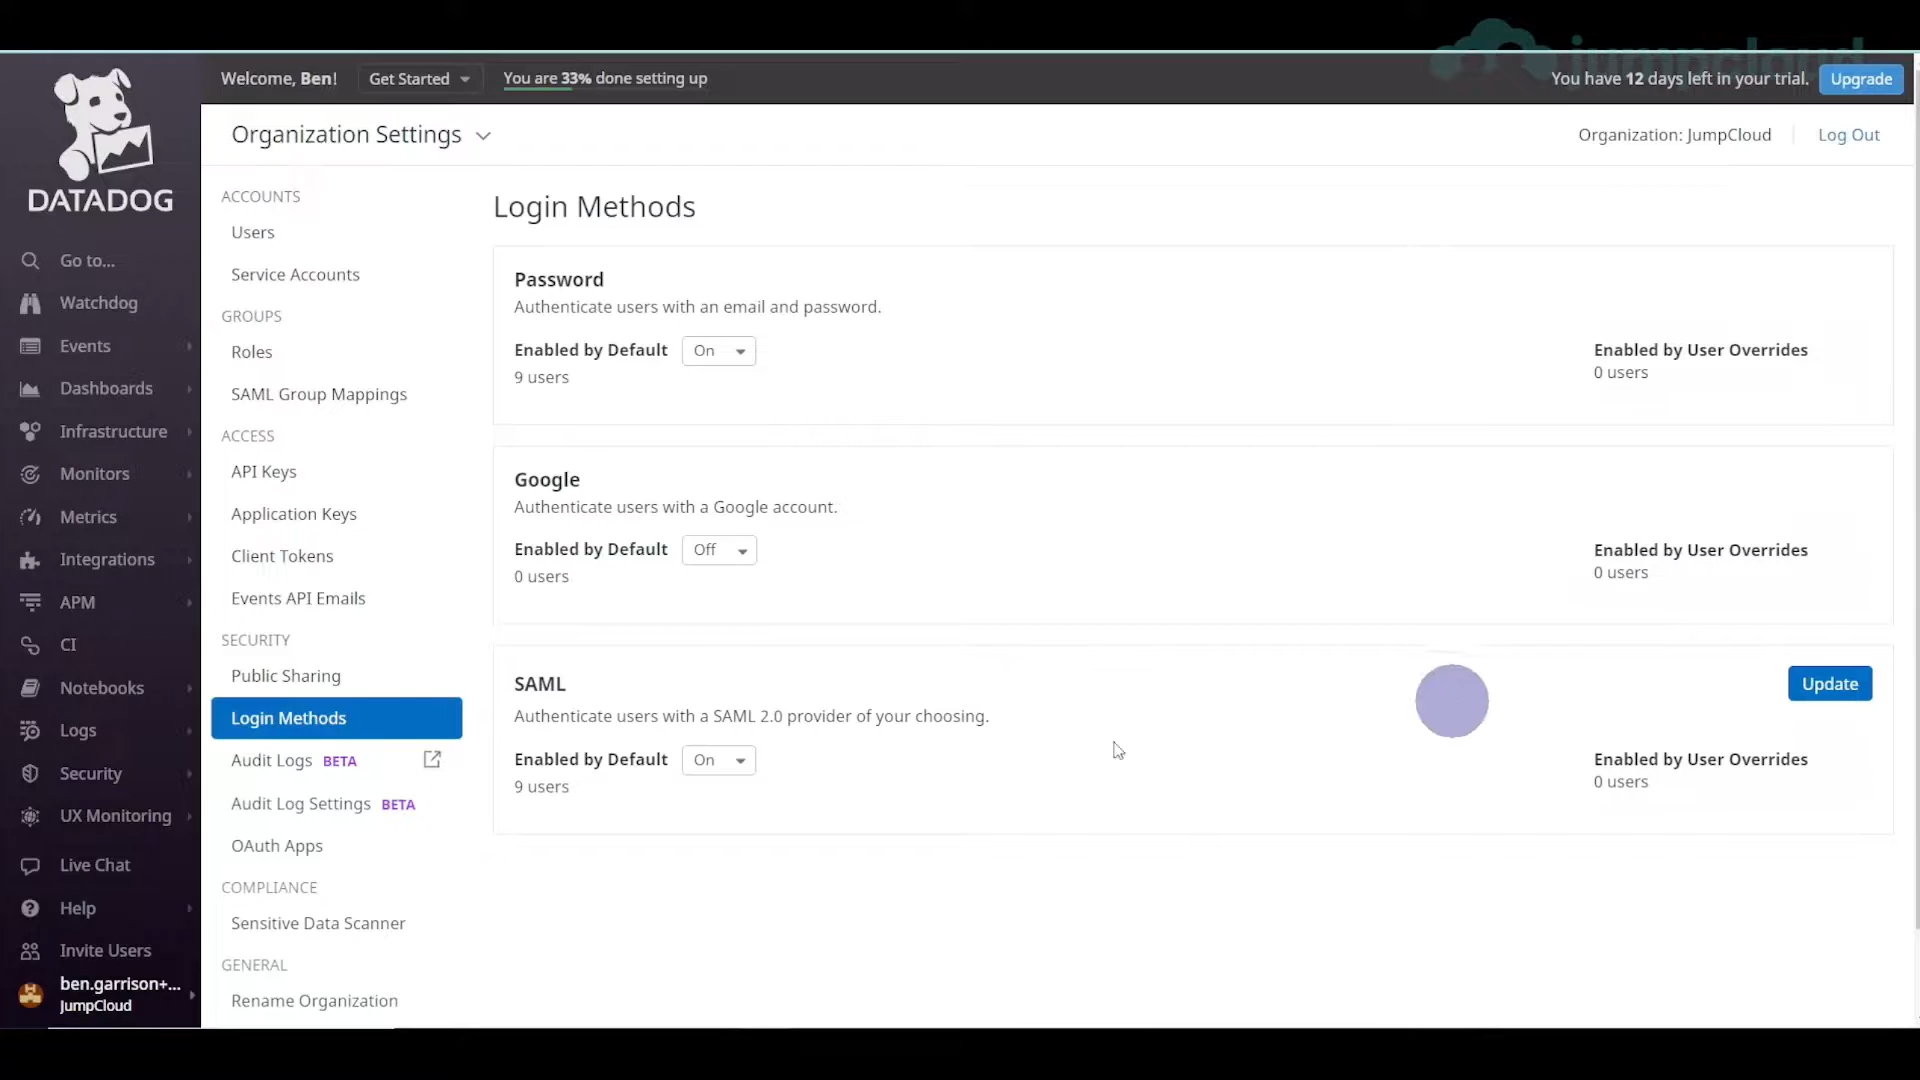 jumpcloud
Welcome, Ben!
Get Started
You are 33% done setting up
You have 12 days left in your trial.
Upgrade
DATADOG
Go to...
Watchdog
Events
Dashboards
Infrastructure
Monitors
Metrics
Integrations
APM
CI
Notebooks
Logs
Security
UX Monitoring
Live Chat
Help
Invite Users
ben.garrison+...
JumpCloud
Organization Settings
Organization: JumpCloud
Log Out
ACCOUNTS
Users
Service Accounts
GROUPS
Roles
SAML Group Mappings
ACCESS
API Keys
Application Keys
Client Tokens
Events API Emails
SECURITY
Public Sharing
Login Methods
Audit Logs BETA
Audit Log Settings BETA
OAuth Apps
COMPLIANCE
Sensitive Data Scanner
GENERAL
Rename Organization
Login Methods
Password
Authenticate users with an email and password.
Enabled by Default On
9 users
Enabled by User Overrides
0 users
Google
Authenticate users with a Google account.
Enabled by Default Off
0 users
Enabled by User Overrides
0 users
SAML
Update
Authenticate users with a SAML 2.0 provider of your choosing.
Enabled by Default On
9 users
Enabled by User Overrides
0 users